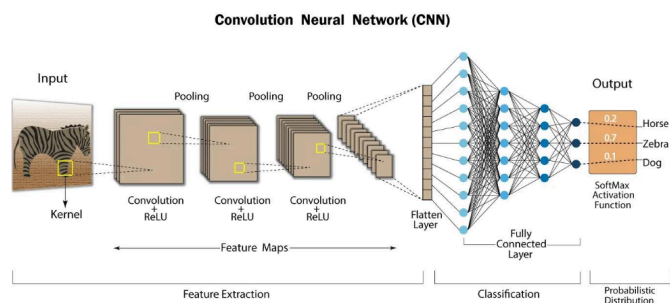 Convolution Neural Network (CNN)
Input
Pooling
Pooling
Pooling
Output
0.2
Horse
0.7
Zebra
0.1
Dog
SoftMax
Activation
Function
Kernel
Convolution
+
ReLU
Convolution
+
ReLU
Convolution
+
ReLU
Flatten
Layer
Fully
Connected
Layer
Feature Maps
Feature Extraction
Classification
Probabilistic
Distribution